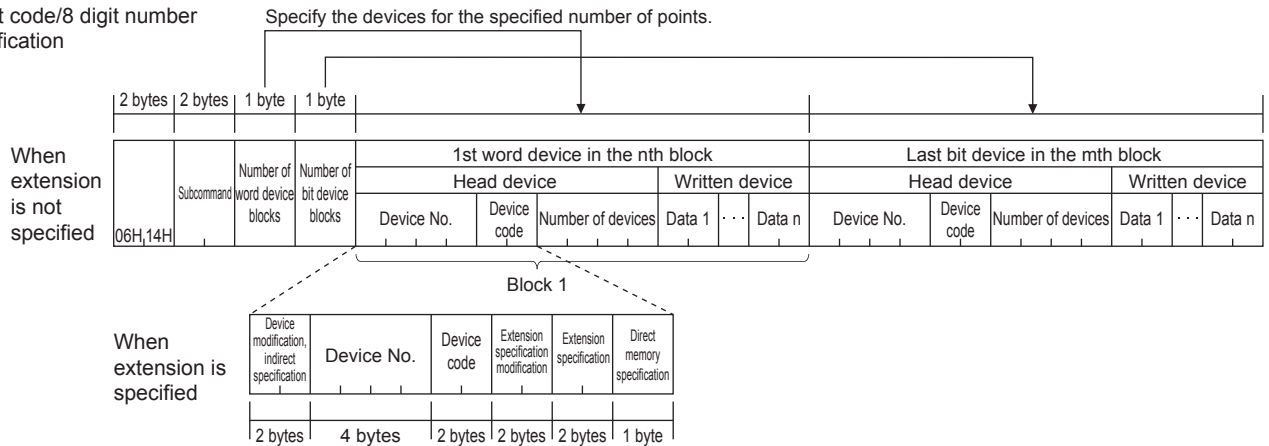 t code/8 digit number
fication
Specify the devices for the specified number of points.
2 bytes 2 bytes 1 byte 1 byte
When
extension
is not
specified
06H 14H
Subcommand
Number of
word device
blocks
Number of
bit device
blocks
1st word device in the nth block
Head device
Written device
Device No.
Device
code
Number of devices
Data 1
· · ·
Data n
Last bit device in the mth block
Head device
Written device
Device No.
Device
code
Number of devices
Data 1
· · ·
Data n
Block 1
When
extension is
specified
Device
modification,
indirect
specification
Device No.
Device
code
Extension
specification
modification
Extension
specification
Direct
memory
specification
2 bytes 4 bytes 2 bytes 2 bytes 2 bytes 1 byte